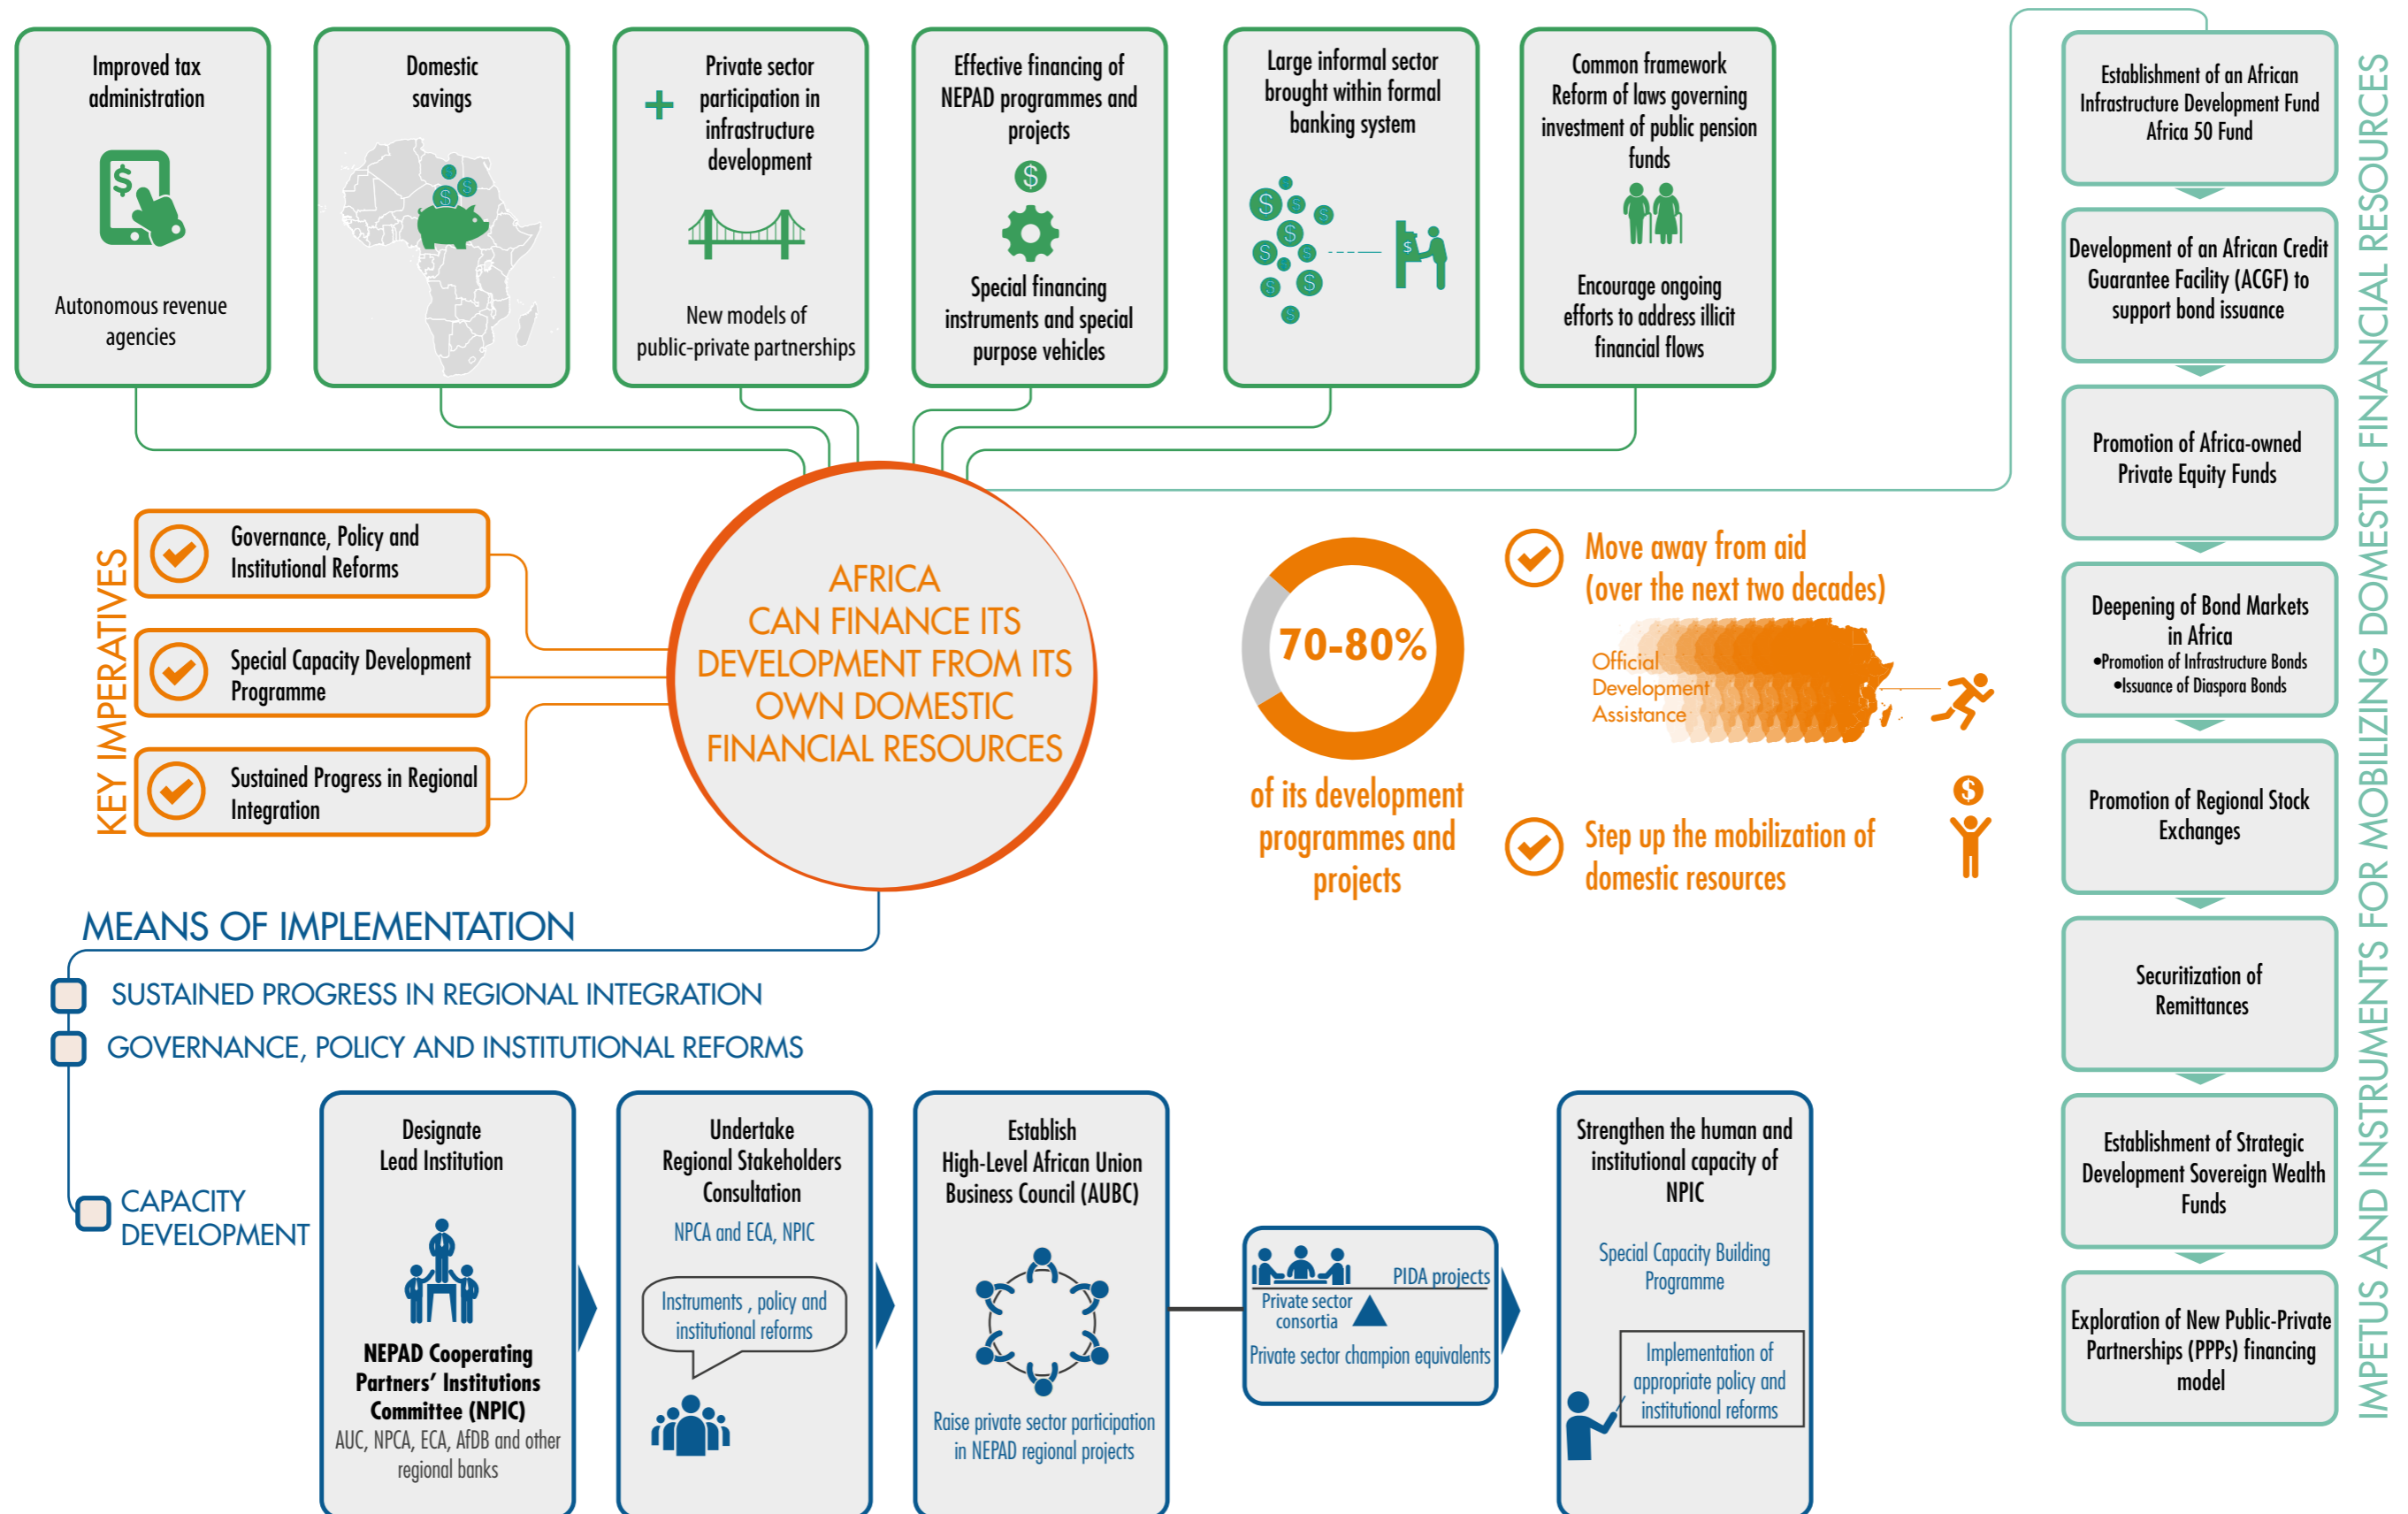 Improved tax
administration
$
Autonomous revenue
agencies
Domestic
savings
$
$
+
Private sector
participation in
infrastructure
development
New models of
public-private partnerships
Effective financing of
NEPAD programmes and
projects
$
Special financing
instruments and special
purpose vehicles
Large informal sector
brought within formal
banking system
$
$
$
$
$
$
$
$
$
$
Common framework
Reform of laws governing
investment of public pension
funds
Encourage ongoing
efforts to address illicit
financial flows
KEY IMPERATIVES
Governance, Policy and
Institutional Reforms
Special Capacity Development
Programme
Sustained Progress in Regional
Integration
AFRICA
CAN FINANCE ITS
DEVELOPMENT FROM ITS
OWN DOMESTIC
FINANCIAL RESOURCES
70-80%
of its development
programmes and
projects
Move away from aid
(over the next two decades)
Official
Development
Assistance
$
Step up the mobilization of
domestic resources
IMPETUS AND INSTRUMENTS FOR MOBILIZING DOMESTIC FINANCIAL RESOURCES
Establishment of an African
Infrastructure Development Fund
Africa 50 Fund
Development of an African Credit
Guarantee Facility (ACGF) to
support bond issuance
Promotion of Africa-owned
Private Equity Funds
Deepening of Bond Markets
in Africa
•Promotion of Infrastructure Bonds
•Issuance of Diaspora Bonds
Promotion of Regional Stock
Exchanges
Securitization of
Remittances
Establishment of Strategic
Development Sovereign Wealth
Funds
Exploration of New Public-Private
Partnerships (PPPs) financing
model
MEANS OF IMPLEMENTATION
SUSTAINED PROGRESS IN REGIONAL INTEGRATION
GOVERNANCE, POLICY AND INSTITUTIONAL REFORMS
CAPACITY
DEVELOPMENT
Designate
Lead Institution
NEPAD Cooperating
Partners' Institutions
Committee (NPIC)
AUC, NPCA, ECA, AfDB and other
regional banks
Undertake
Regional Stakeholders
Consultation
NPCA and ECA, NPIC
Instruments , policy and
institutional reforms
Establish
High-Level African Union
Business Council (AUBC)
Raise private sector participation
in NEPAD regional projects
PIDA projects
Private sector
consortia
Private sector champion equivalents
Strengthen the human and
institutional capacity of
NPIC
Special Capacity Building
Programme
Implementation of
appropriate policy and
institutional reforms